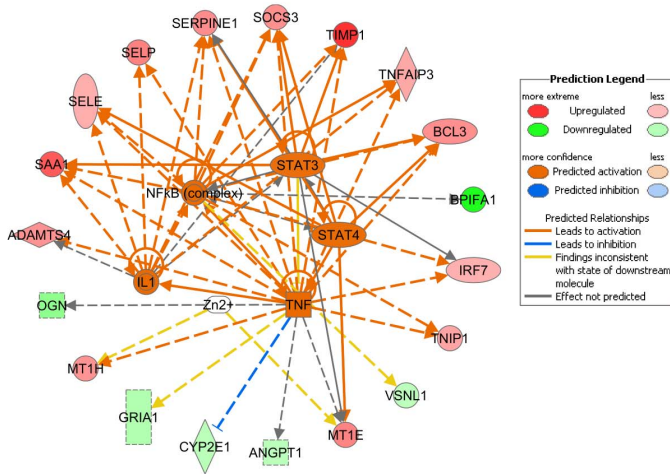 SERPINE1
SOCS3
TIMP1
SELP
TNFAIP3
SELE
BCL3
SAA1
STAT3
NFkB (complex)
BPIFA1
STAT4
ADAMTS4
IRF7
IL1
OGN
Zn2+
TNF
TNIP1
MT1H
VSNL1
GRIA1
MT1E
CYP2E1
ANGPT1
Prediction Legend
more extreme less
Upregulated
Downregulated
more confidence less
Predicted activation
Predicted inhibition
Predicted Relationships
Leads to activation
Leads to inhibition
Findings inconsistent
with state of downstream
molecule
Effect not predicted